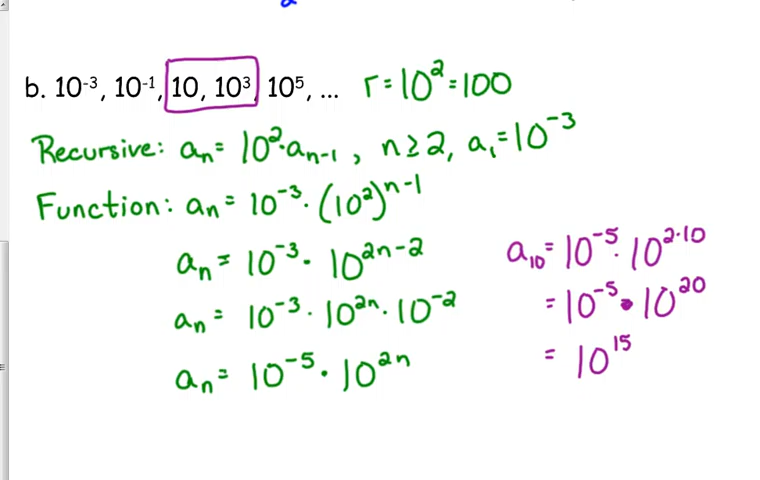 b. 10⁻³, 10⁻¹, 10, 10³, 10⁵, ... r = 10² = 100
Recursive: aₙ = 10² · aₙ₋₁ , n ≥ 2, a₁ = 10⁻³
Function: aₙ = 10⁻³ · (10²)ⁿ⁻¹
aₙ = 10⁻³ · 10²ⁿ⁻²
aₙ = 10⁻³ · 10²ⁿ · 10⁻²
aₙ = 10⁻⁵ · 10²ⁿ
a₁₀ = 10⁻⁵ · 10²·¹⁰
= 10⁻⁵ · 10²⁰
= 10¹⁵